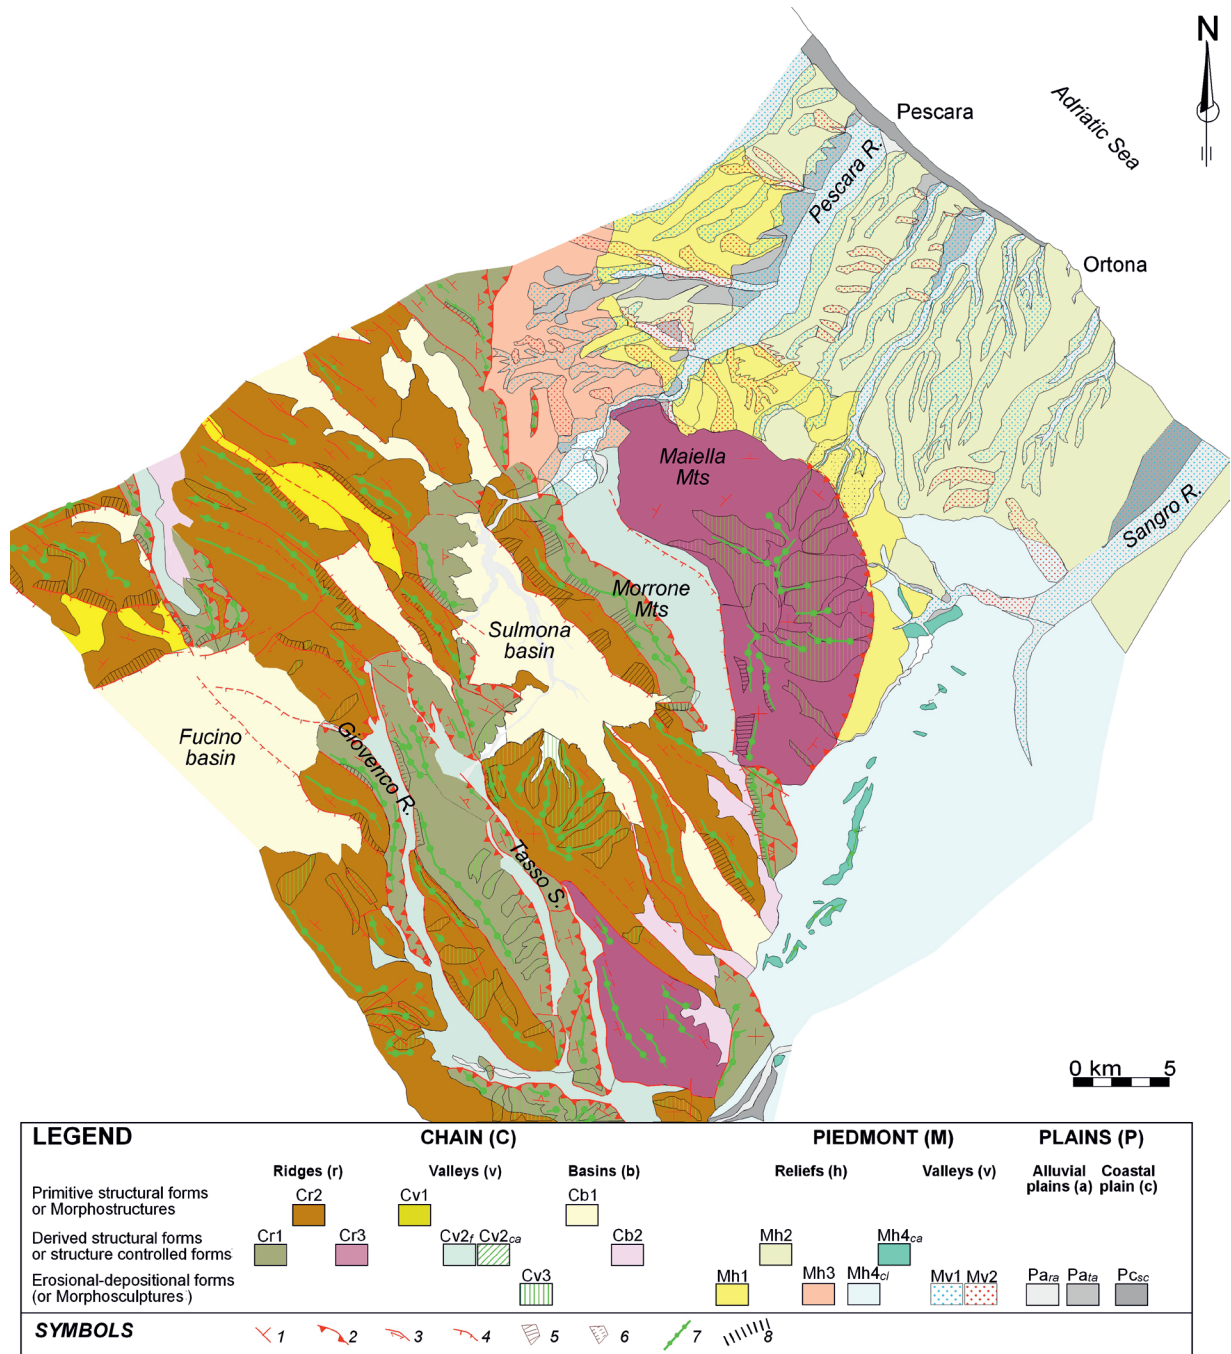 N
Pescara
Adriatic Sea
Pescara R.
Ortona
Maiella
Mts
Sangro R.
Morrone
Mts
Sulmona
basin
Fucino
basin
Giovenco R.
Tasso S.
0 km 5
LEGEND
CHAIN (C) PIEDMONT (M) PLAINS (P)
Ridges (r) Valleys (v) Basins (b) Reliefs (h) Valleys (v) Alluvial plains (a) Coastal plain (c)
Primitive structural forms
or Morphostructures
Cr2 Cv1 Cb1
Derived structural forms
or structure controlled forms
Cr1 Cr3 Cv2f Cv2ca Cb2 Mh2 Mh4ca
Erosional-depositional forms
(or Morphosculptures)
Cv3 Mh1 Mh3 Mh4cl Mv1 Mv2 Para Pata Pcsc
SYMBOLS 1 2 3 4 5 6 7 8